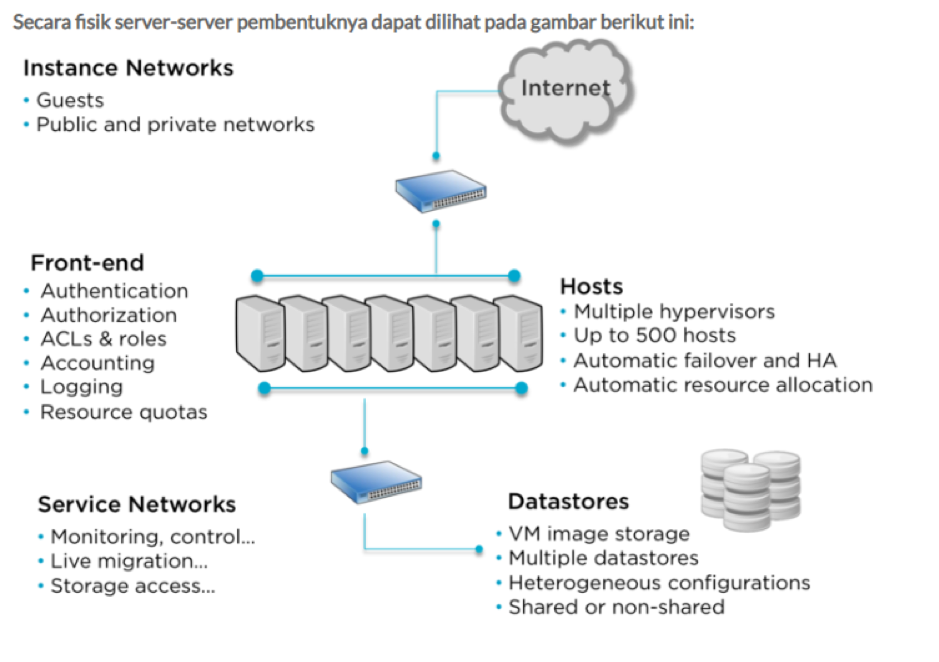 Secara fisik server-server pembentuknya dapat dilihat pada gambar berikut ini:
Instance Networks
• Guests
• Public and private networks
Internet
Front-end
• Authentication
• Authorization
• ACLs & roles
• Accounting
• Logging
• Resource quotas
Hosts
• Multiple hypervisors
• Up to 500 hosts
• Automatic failover and HA
• Automatic resource allocation
Service Networks
• Monitoring, control...
• Live migration...
• Storage access...
Datastores
• VM image storage
• Multiple datastores
• Heterogeneous configurations
• Shared or non-shared